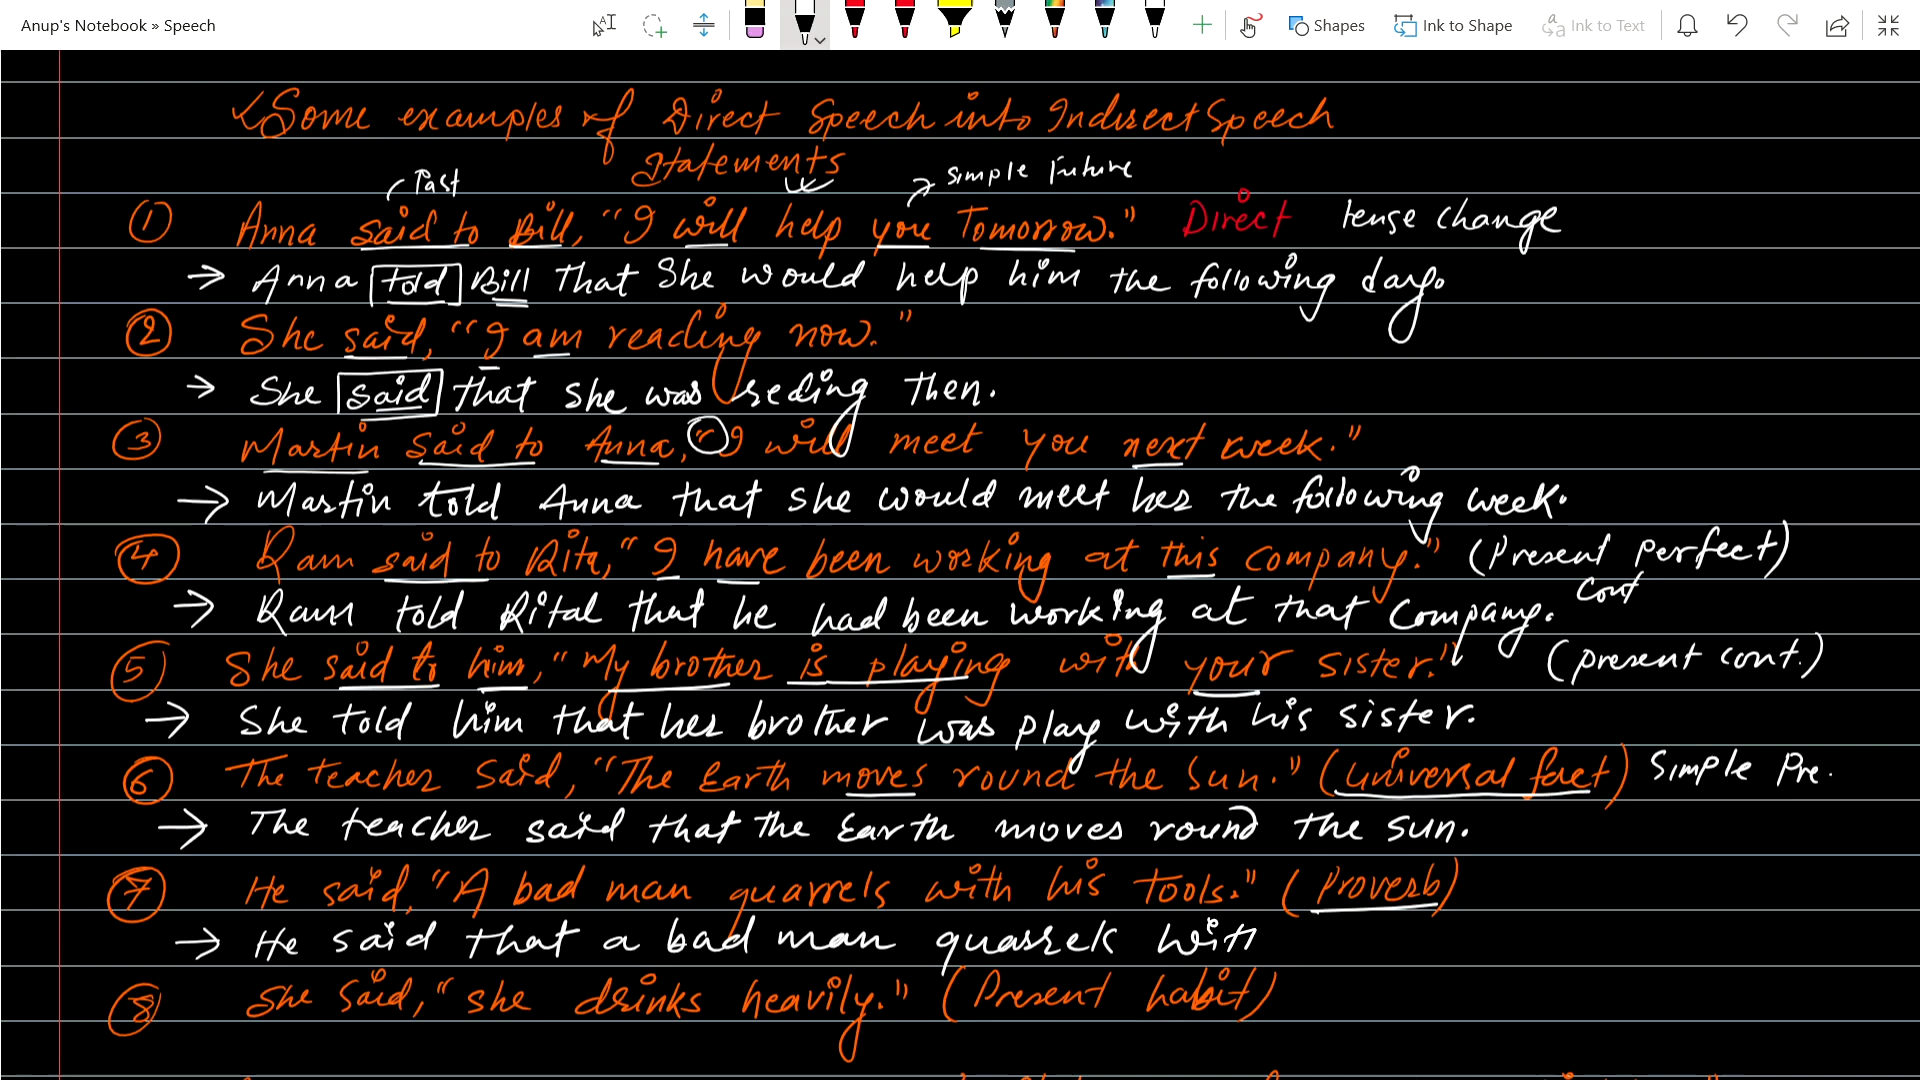 Anup's Notebook » Speech
Shapes Ink to Shape Ink to Text
Some examples of Direct Speech into Indirect Speech
Statements
Past simple future
① Anna said to Bill, "I will help you Tomorrow." Direct tense change
→ Anna told Bill that She would help him the following day.
② She said, "I am reading now."
→ She said that she was reding then.
③ Martin said to Anna, "I will meet you next week."
→ Martin told Anna that she would meet her the following week.
④ Ram said to Rita, "I have been working at this company." (Present perfect)
cont
→ Ram told Rital that he had been working at that company.
⑤ She said to him, "My brother is playing with your sister." (present cont.)
→ She told him that her brother was play with his sister.
⑥ The teacher said, "The Earth moves round the Sun." (universal fact) Simple Pre.
→ The teacher said that the Earth moves round the sun.
⑦ He said, "A bad man quarrels with his tools." (Proverb)
→ He said that a bad man quarrels with
⑧ She said, "she drinks heavily." (Present habit)